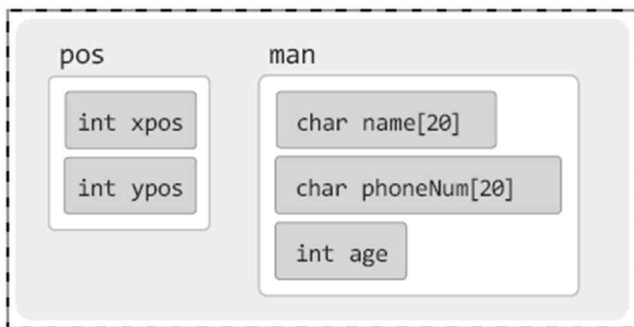 pos
int xpos
int ypos
man
char name[20]
char phoneNum[20]
int age